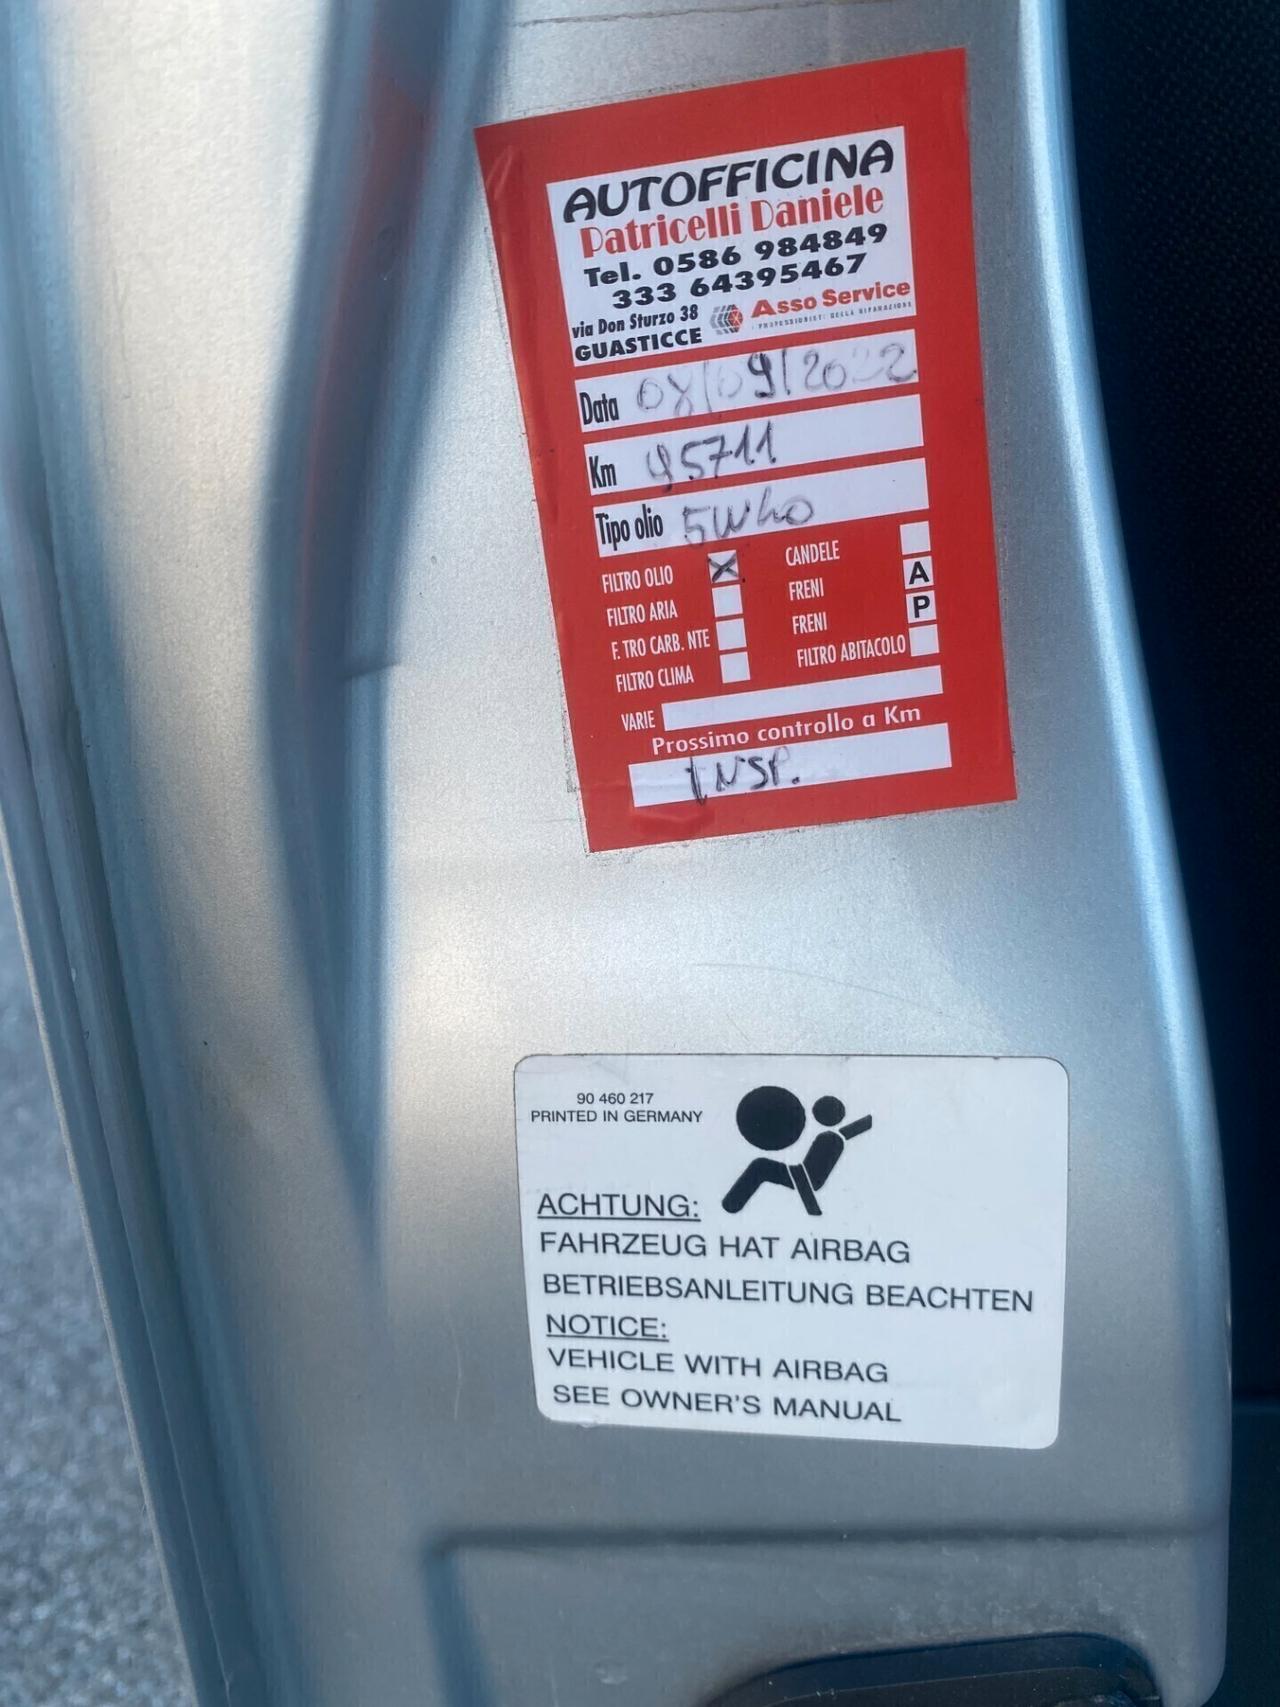 AUTOFFICINA
Patricelli Daniele
Tel. 0586 984849
333 64395467
via Don Sturzo 38
GUASTICCE
Asso Service
I PROFESSIONISTI DELLA RIPARAZIONE
Data 08/09/2022
Km 95711
Tipo olio 5W40
FILTRO OLIO X CANDELE
FILTRO ARIA FRENI A
F. TRO CARB. NTE FRENI P
FILTRO CLIMA FILTRO ABITACOLO
VARIE
Prossimo controllo a Km
INSP.
90 460 217
PRINTED IN GERMANY
ACHTUNG:
FAHRZEUG HAT AIRBAG
BETRIEBSANLEITUNG BEACHTEN
NOTICE:
VEHICLE WITH AIRBAG
SEE OWNER'S MANUAL